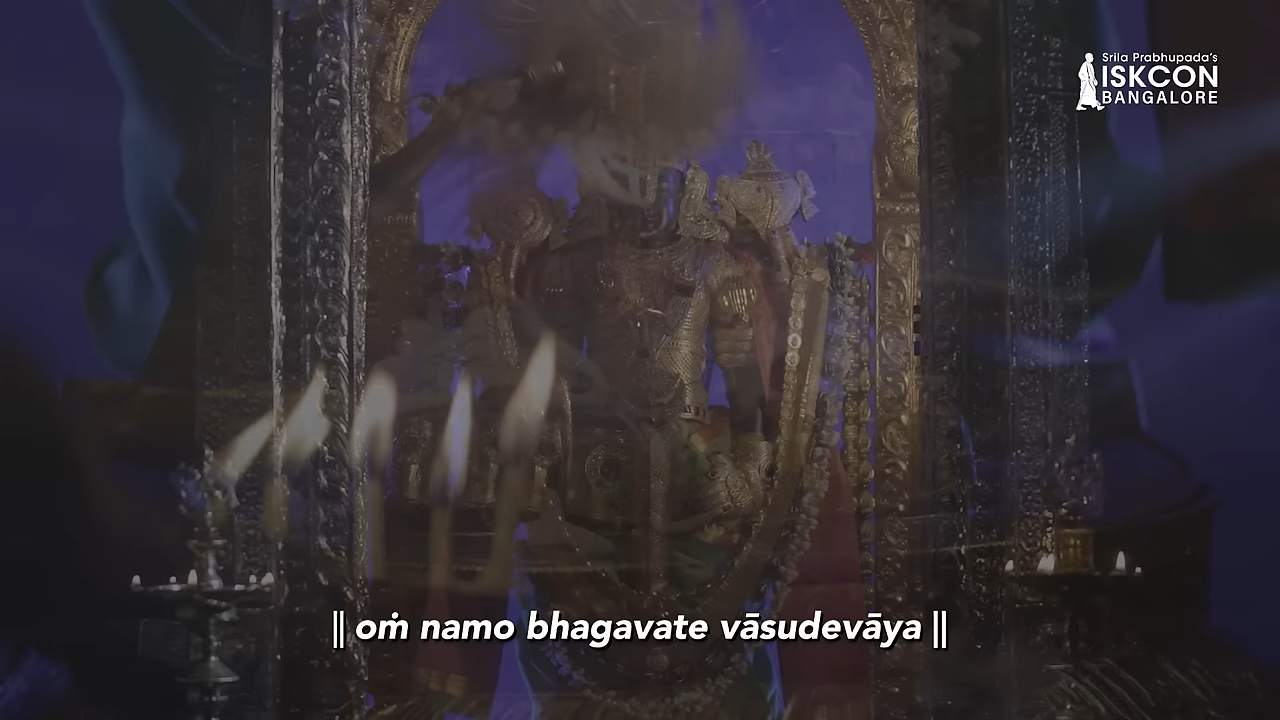 Srila Prabhupada's
ISKCON
BANGALORE
|| oṁ namo bhagavate vāsudevāya ||